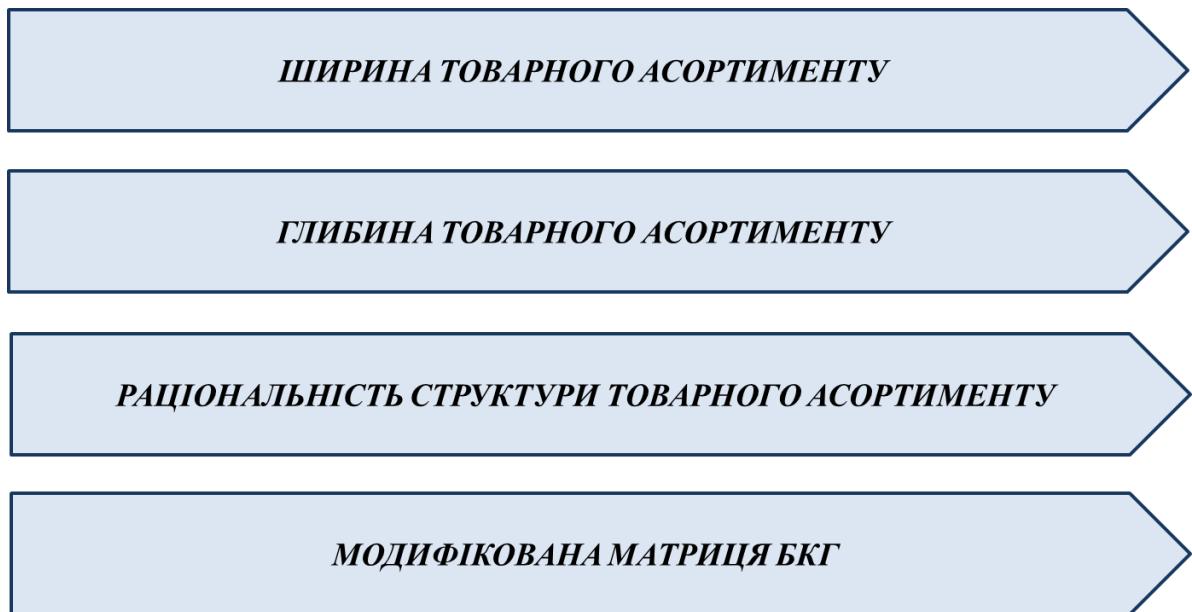 ШИРИНА ТОВАРНОГО АСОРТИМЕНТУ
ГЛИБИНА ТОВАРНОГО АСОРТИМЕНТУ
РАЦІОНАЛЬНІСТЬ СТРУКТУРИ ТОВАРНОГО АСОРТИМЕНТУ
МОДИФІКОВАНА МАТРИЦЯ БКГ